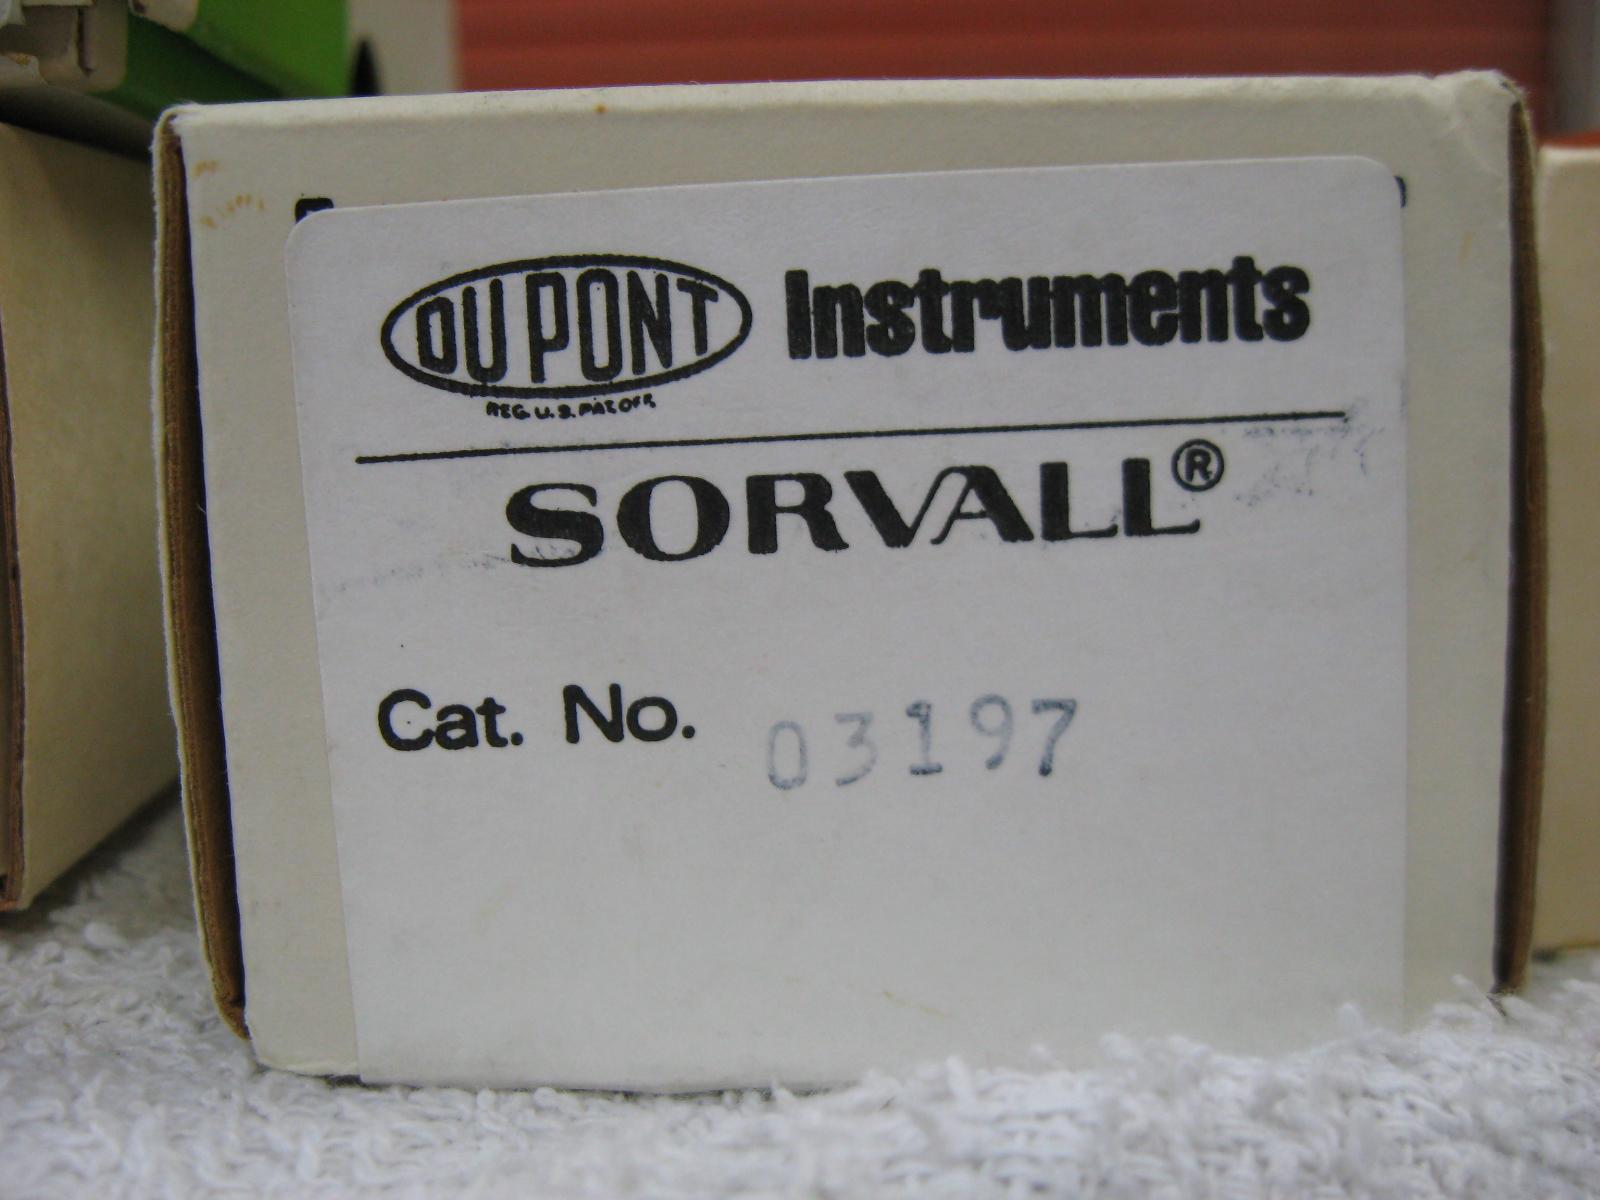 DU PONT Instruments
REG. U.S. PAT. OFF.
SORVALL®
Cat. No. 03197